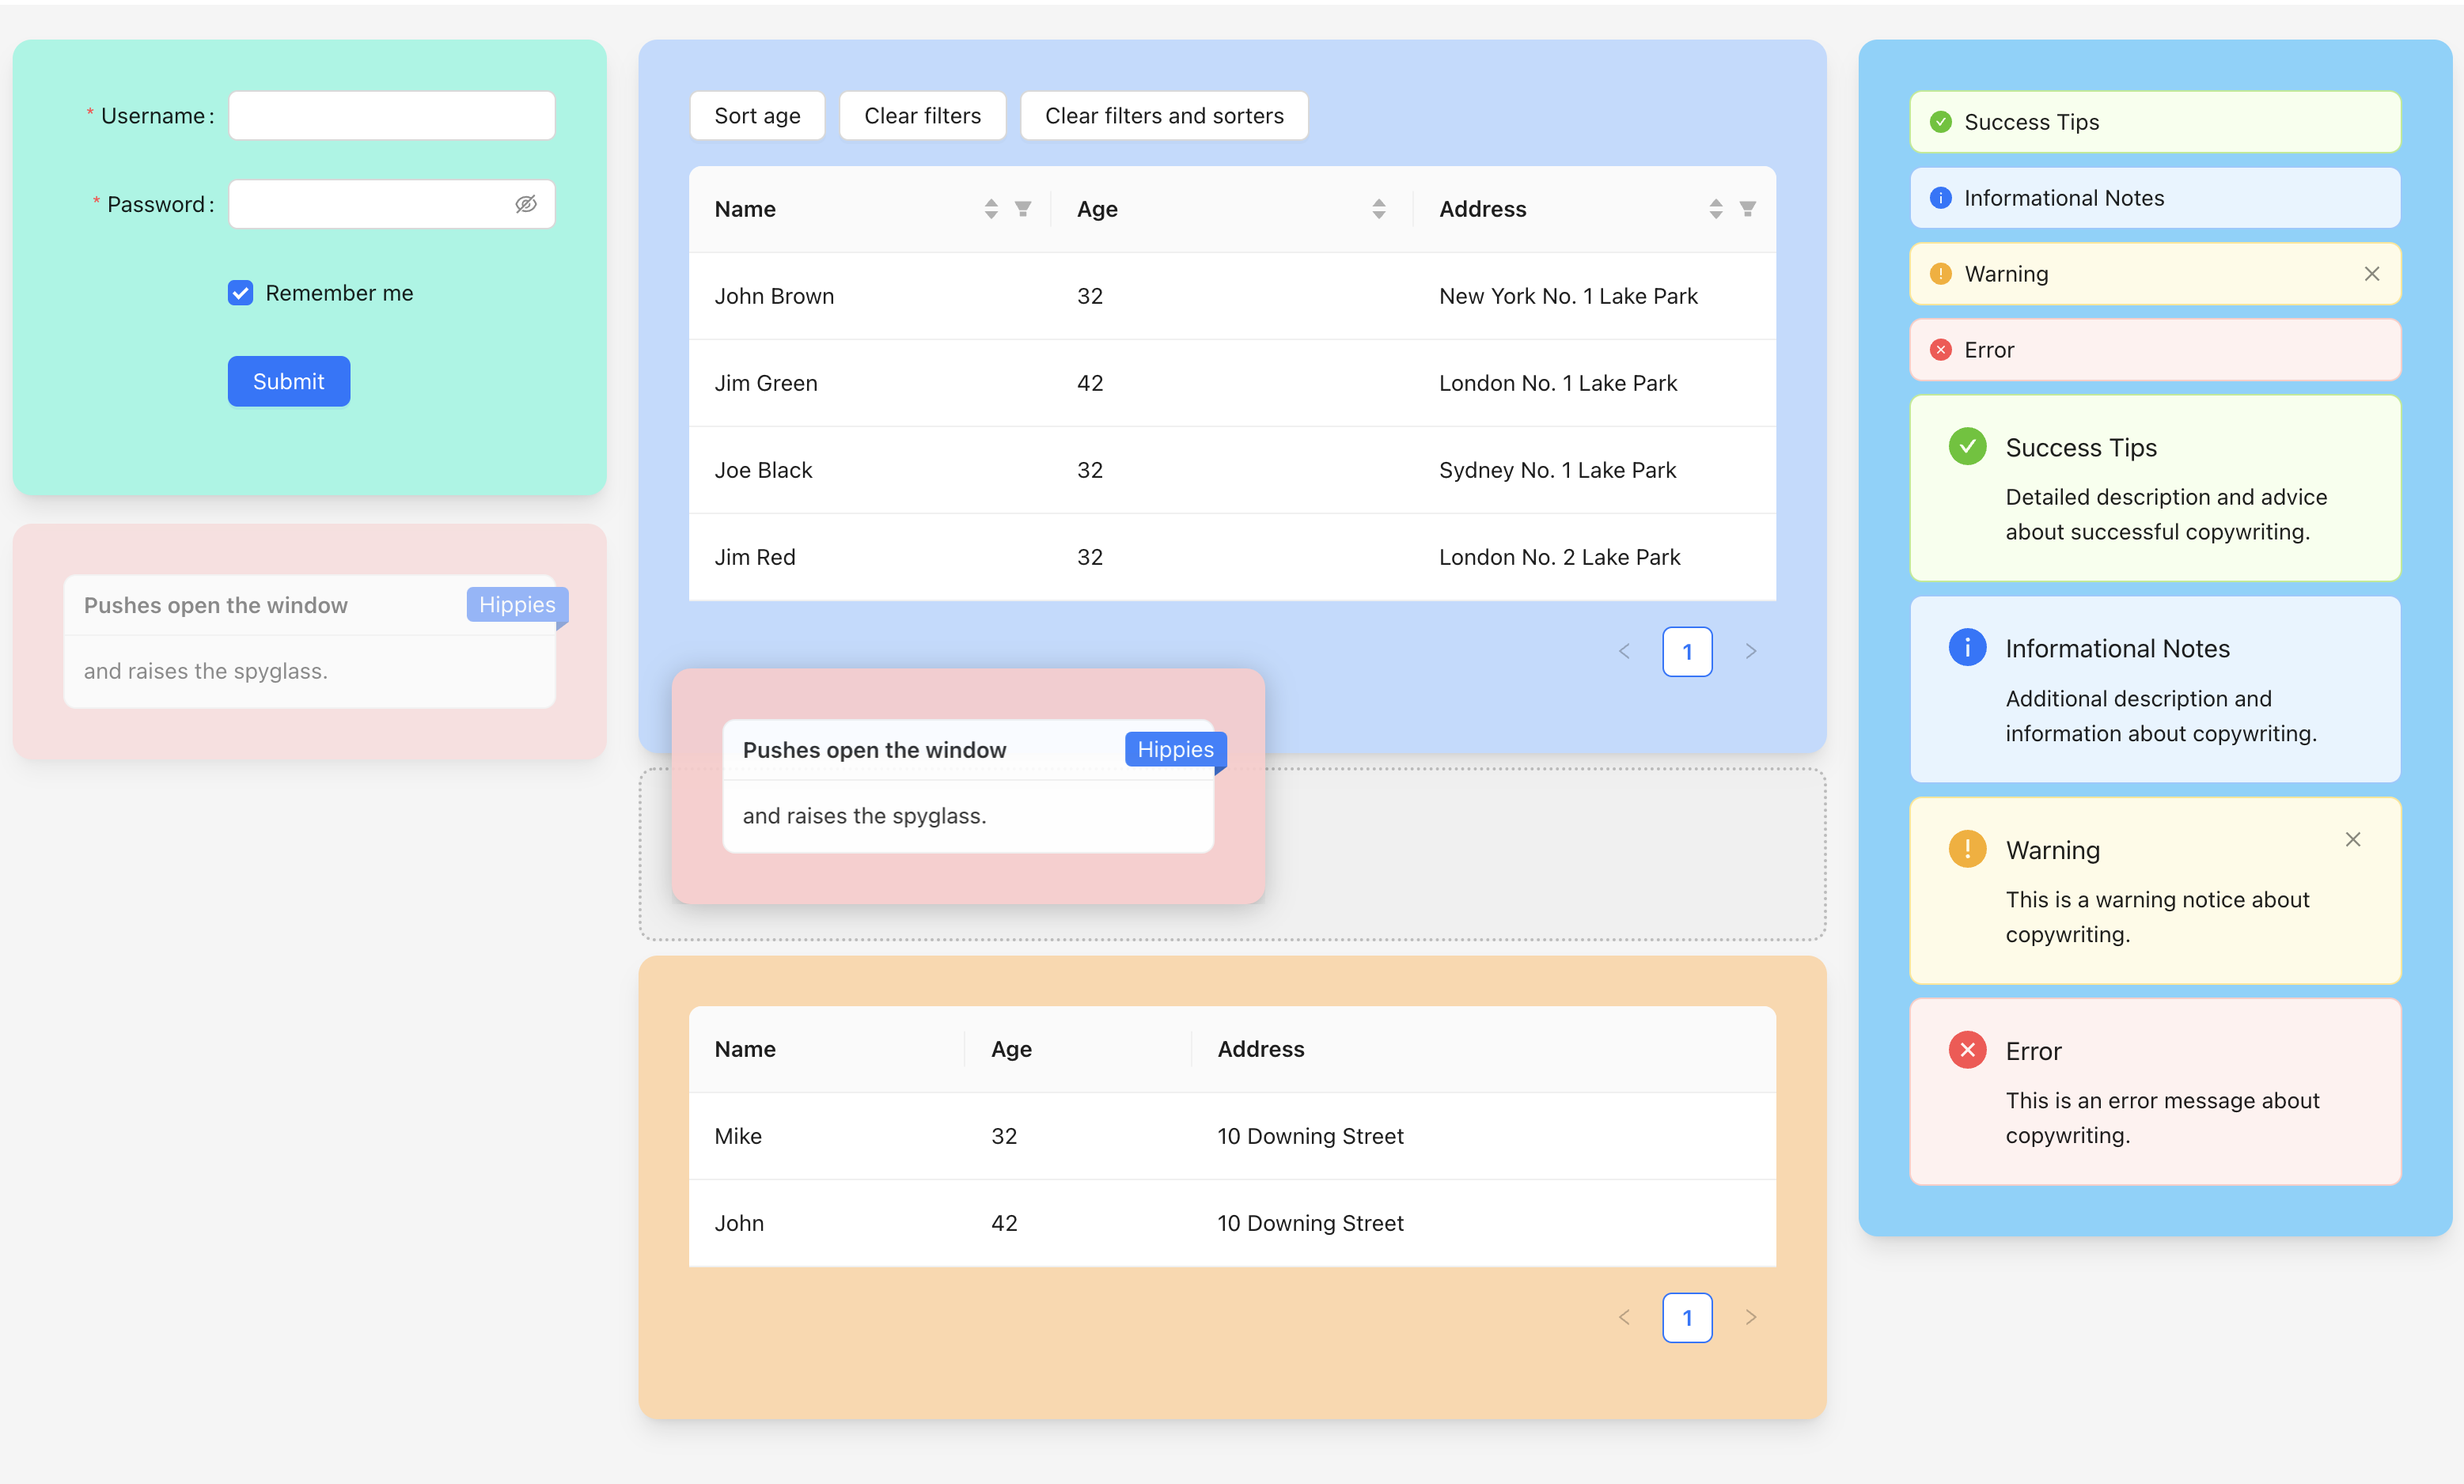 * Username:
* Password:
Remember me
Submit
Pushes open the window
Hippies
and raises the spyglass.
Sort age
Clear filters
Clear filters and sorters
Name Age Address
John Brown 32 New York No. 1 Lake Park
Jim Green 42 London No. 1 Lake Park
Joe Black 32 Sydney No. 1 Lake Park
Jim Red 32 London No. 2 Lake Park
1
Pushes open the window
Hippies
and raises the spyglass.
Name Age Address
Mike 32 10 Downing Street
John 42 10 Downing Street
1
Success Tips
Informational Notes
Warning
Error
Success Tips
Detailed description and advice
about successful copywriting.
Informational Notes
Additional description and
information about copywriting.
Warning
This is a warning notice about
copywriting.
Error
This is an error message about
copywriting.